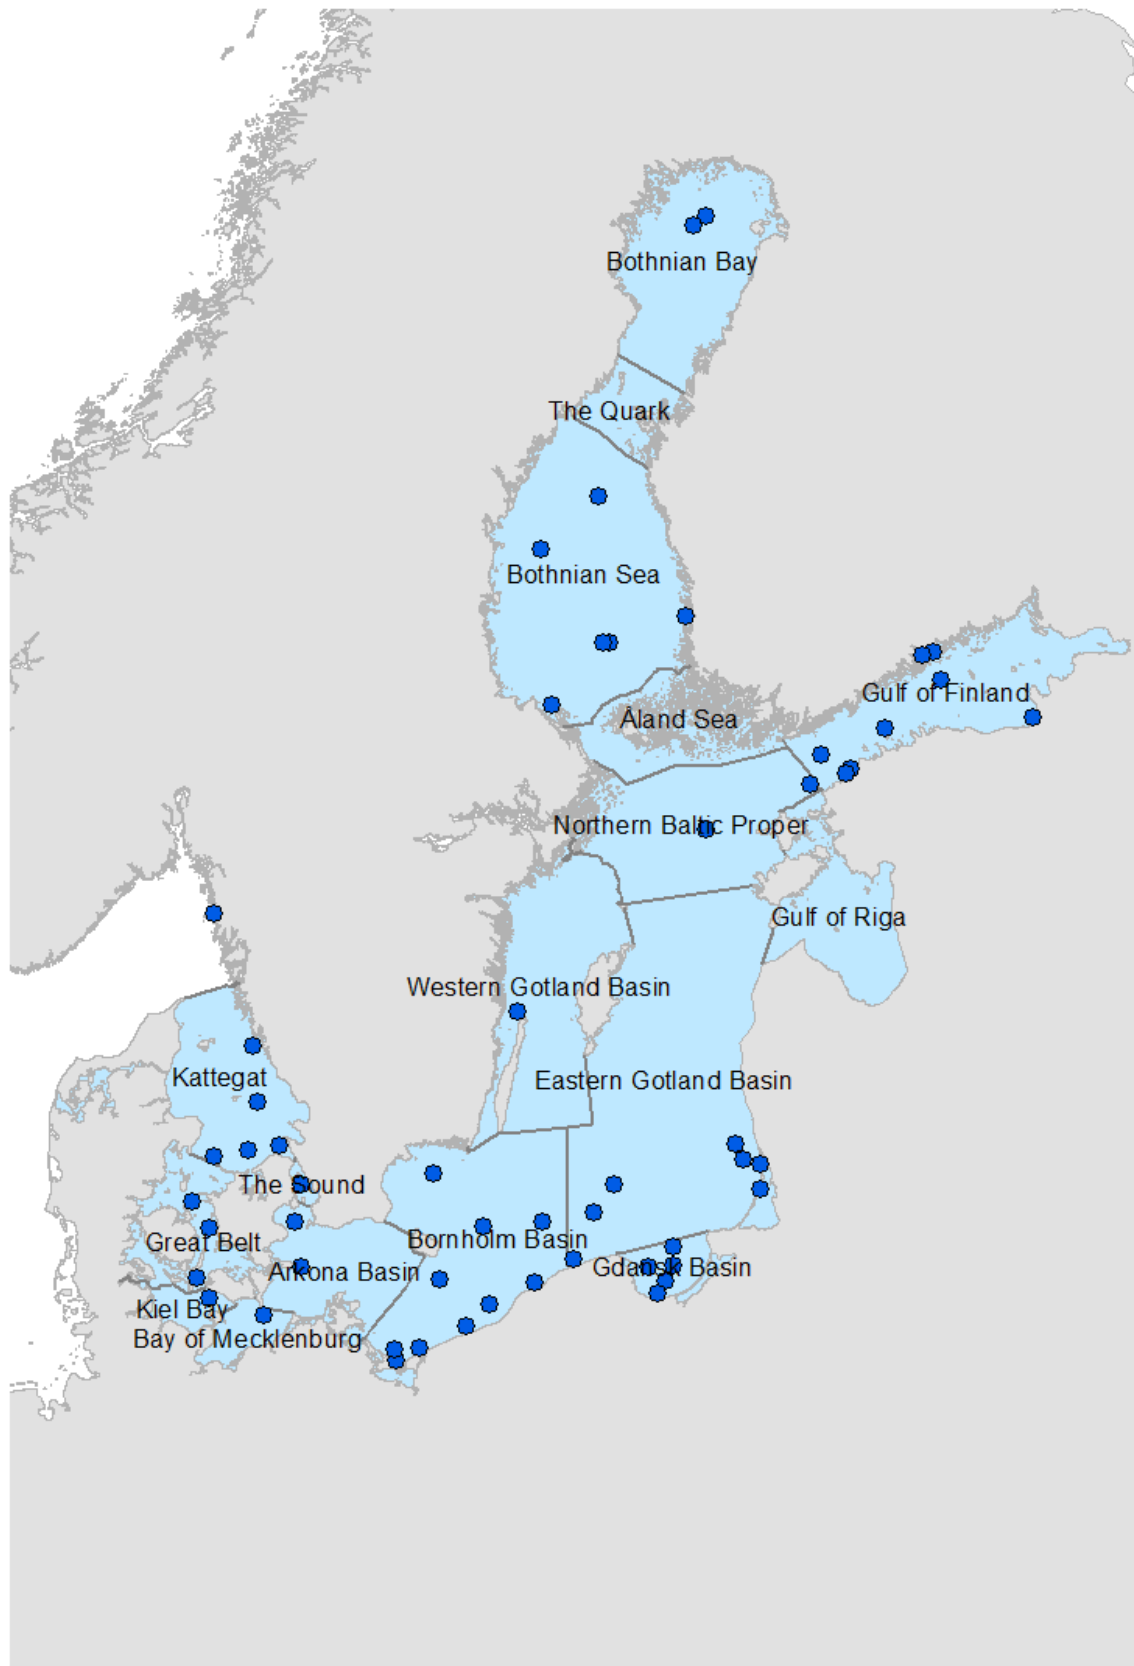 Bothnian Bay
The Quark
Bothnian Sea
Gulf of Finland
Åland Sea
Northern Baltic Proper
Gulf of Riga
Western Gotland Basin
Kattegat
Eastern Gotland Basin
The Sound
Great Belt
Bornholm Basin
Arkona Basin
Gdansk Basin
Kiel Bay
Bay of Mecklenburg